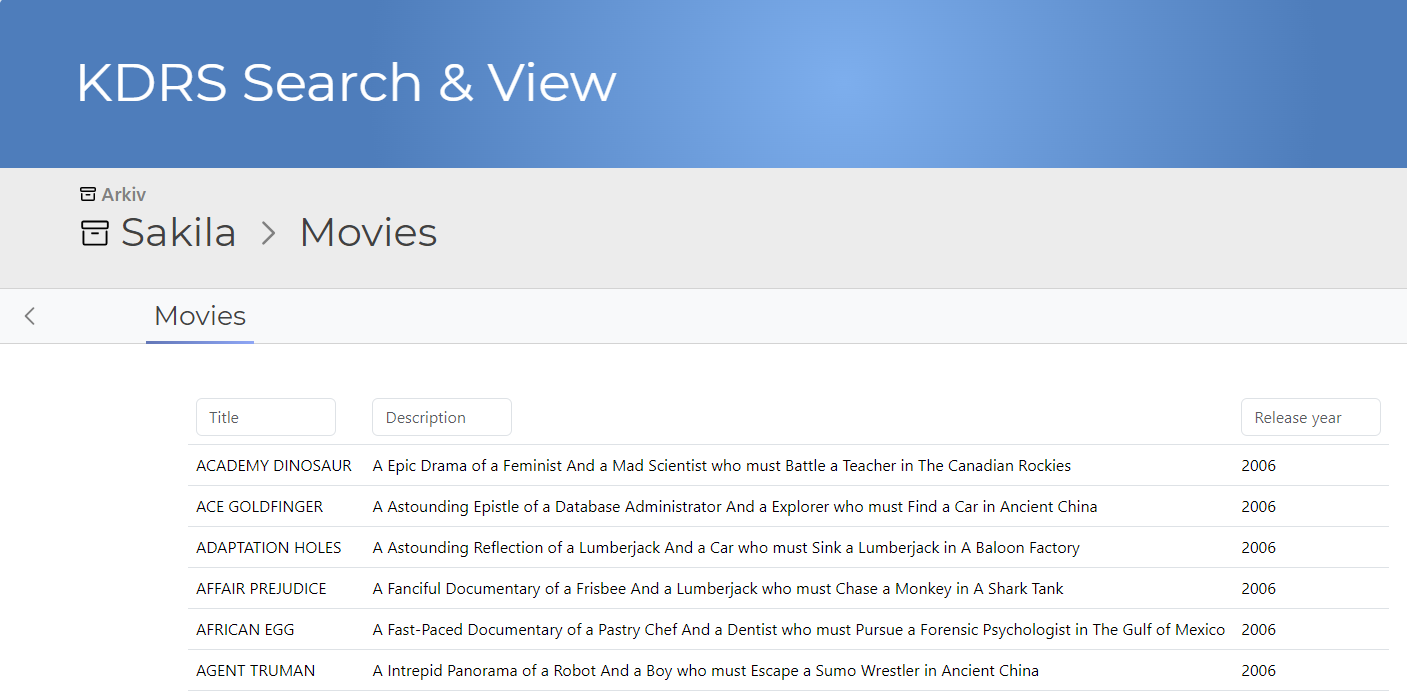 KDRS Search & View
Arkiv
Sakila > Movies
Movies
Title Description Release year
ACADEMY DINOSAUR A Epic Drama of a Feminist And a Mad Scientist who must Battle a Teacher in The Canadian Rockies 2006
ACE GOLDFINGER A Astounding Epistle of a Database Administrator And a Explorer who must Find a Car in Ancient China 2006
ADAPTATION HOLES A Astounding Reflection of a Lumberjack And a Car who must Sink a Lumberjack in A Baloon Factory 2006
AFFAIR PREJUDICE A Fanciful Documentary of a Frisbee And a Lumberjack who must Chase a Monkey in A Shark Tank 2006
AFRICAN EGG A Fast-Paced Documentary of a Pastry Chef And a Dentist who must Pursue a Forensic Psychologist in The Gulf of Mexico 2006
AGENT TRUMAN A Intrepid Panorama of a Robot And a Boy who must Escape a Sumo Wrestler in Ancient China 2006